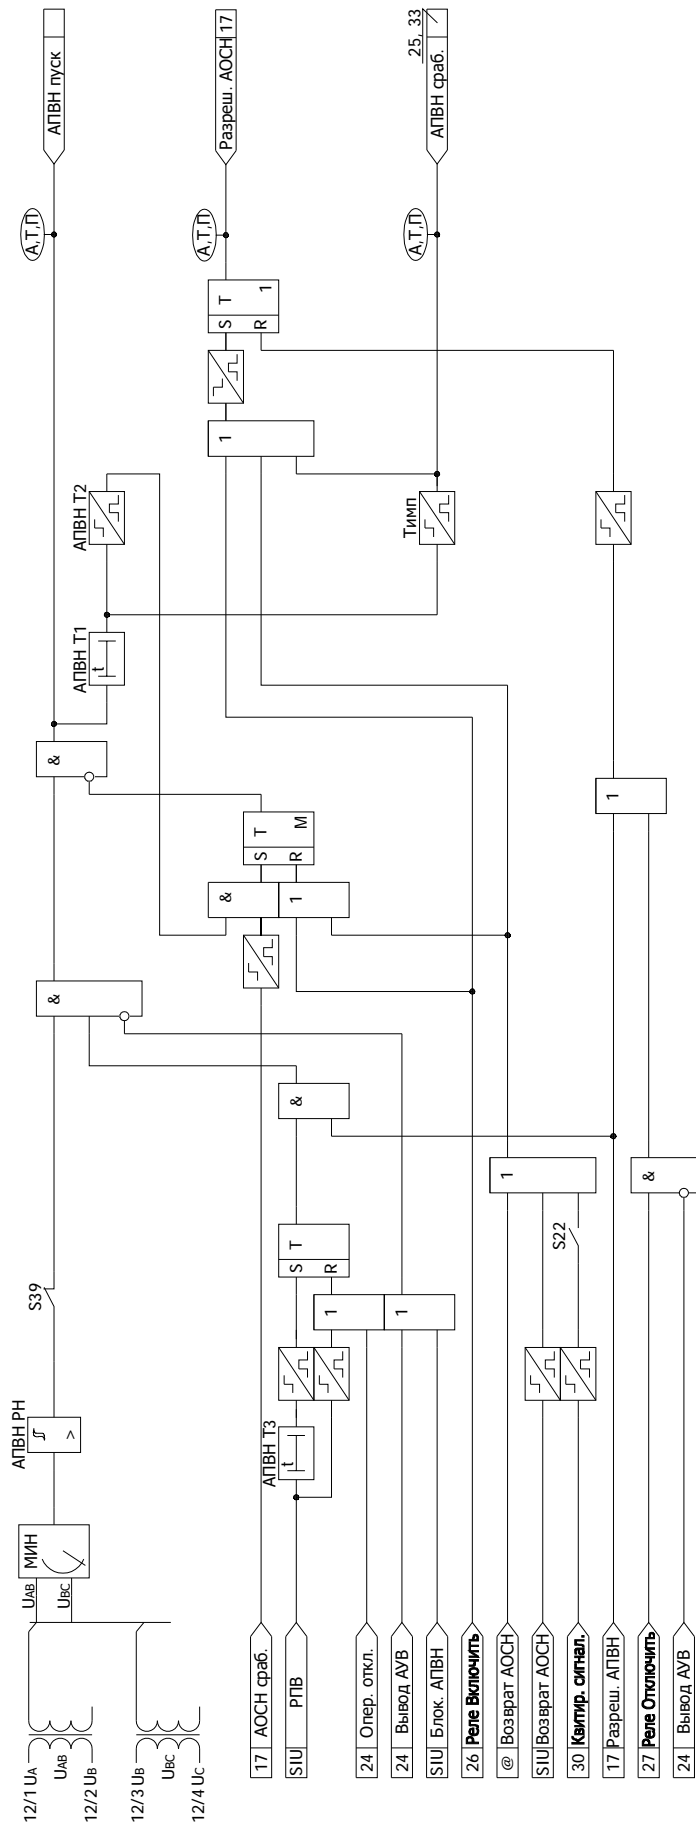 АПВН пуск
Разреш. АОСН 17
25, 33
АПВН сраб.
А,Т,П
А,Т,П
А,Т,П
S T 1
R
1
АПВН Т2
Тимп
АПВН Т1
t
&
1
S T M
R
&
1
&
&
1
&
S22
S39
S T
R
1
1
АПВН РН
>
АПВН Т3
t
МИН
UAB
UBC
12/1 UA
UAB
12/2 UB
12/3 UB
UBC
12/4 UC
17 АОСН сраб.
SIU РПВ
24 Опер. откл.
24 Вывод АУВ
SIU Блок. АПВН
26 Реле Включить
@ Возврат АОСН
SIU Возврат АОСН
30 Квитир. сигнал.
17 Разреш. АПВН
27 Реле Отключить
24 Вывод АУВ